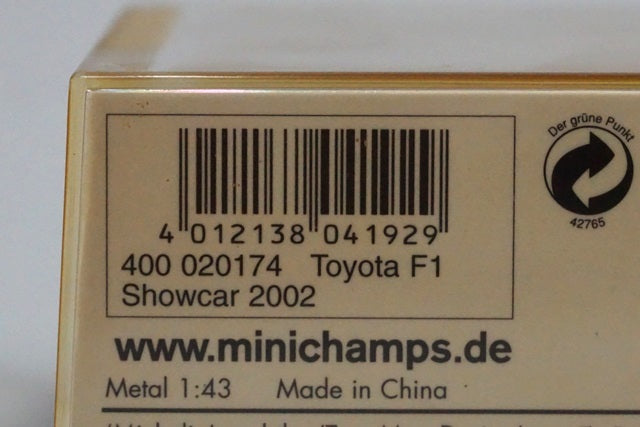 4 012138 041929
400 020174 Toyota F1
Showcar 2002
Der grüne Punkt
42765
www.minichamps.de
Metal 1:43 Made in China